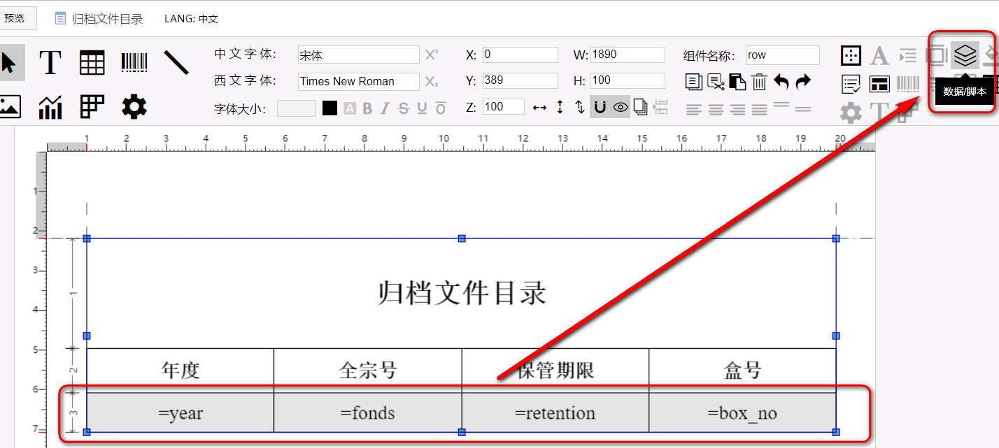 预览 归档文件目录 LANG: 中文
中文字体: 宋体 X² X: 0 W: 1890 组件名称: row
西文字体: Times New Roman X₂ Y: 389 H: 100
数据/脚本
字体大小: A B I S U O Z: 100
1 2 3 4 5 6 7 8 9 10 11 12 13 14 15 16 17 18 19 20
1
2
3
归档文件目录
1
4
5
年度 全宗号 保管期限 盒号
2
6
=year =fonds =retention =box_no
3
7